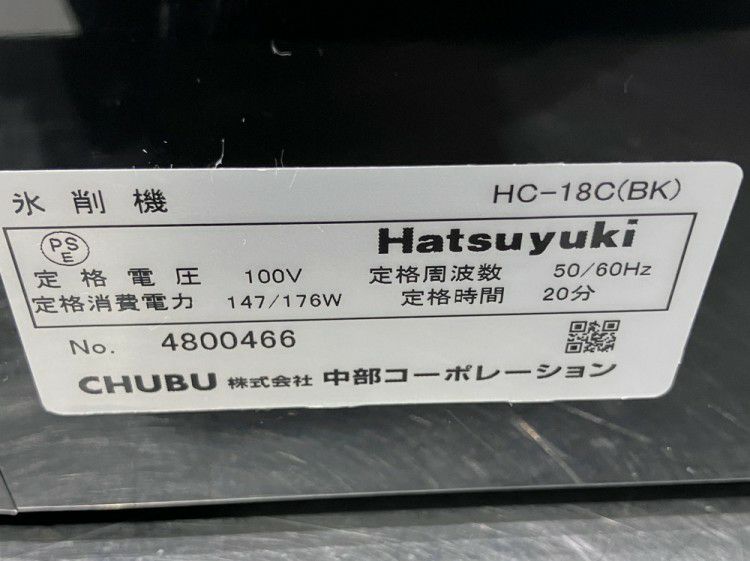 氷削機 HC-18C(BK)
PS
E
Hatsuyuki
定格電圧 100V 定格周波数 50/60Hz
定格消費電力 147/176W 定格時間 20分
No. 4800466
CHUBU 株式会社 中部コーポレーション